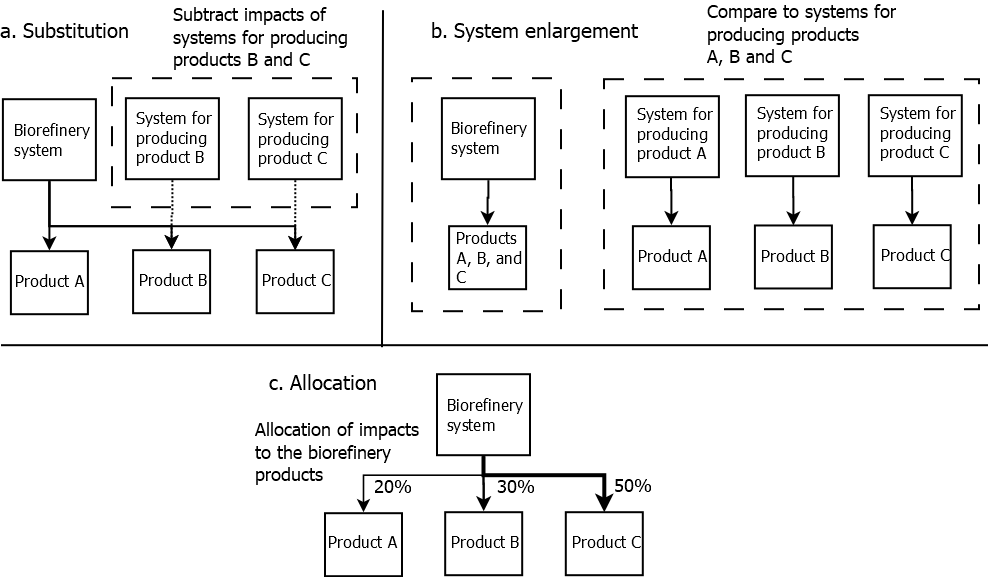 a. Substitution
Subtract impacts of
systems for producing
products B and C
Biorefinery
system
System for
producing
product B
System for
producing
product C
Product A
Product B
Product C
b. System enlargement
Compare to systems for
producing products
A, B and C
Biorefinery
system
Products
A, B, and
C
System for
producing
product A
System for
producing
product B
System for
producing
product C
Product A
Product B
Product C
c. Allocation
Biorefinery
system
Allocation of impacts
to the biorefinery
products
20%
30%
50%
Product A
Product B
Product C